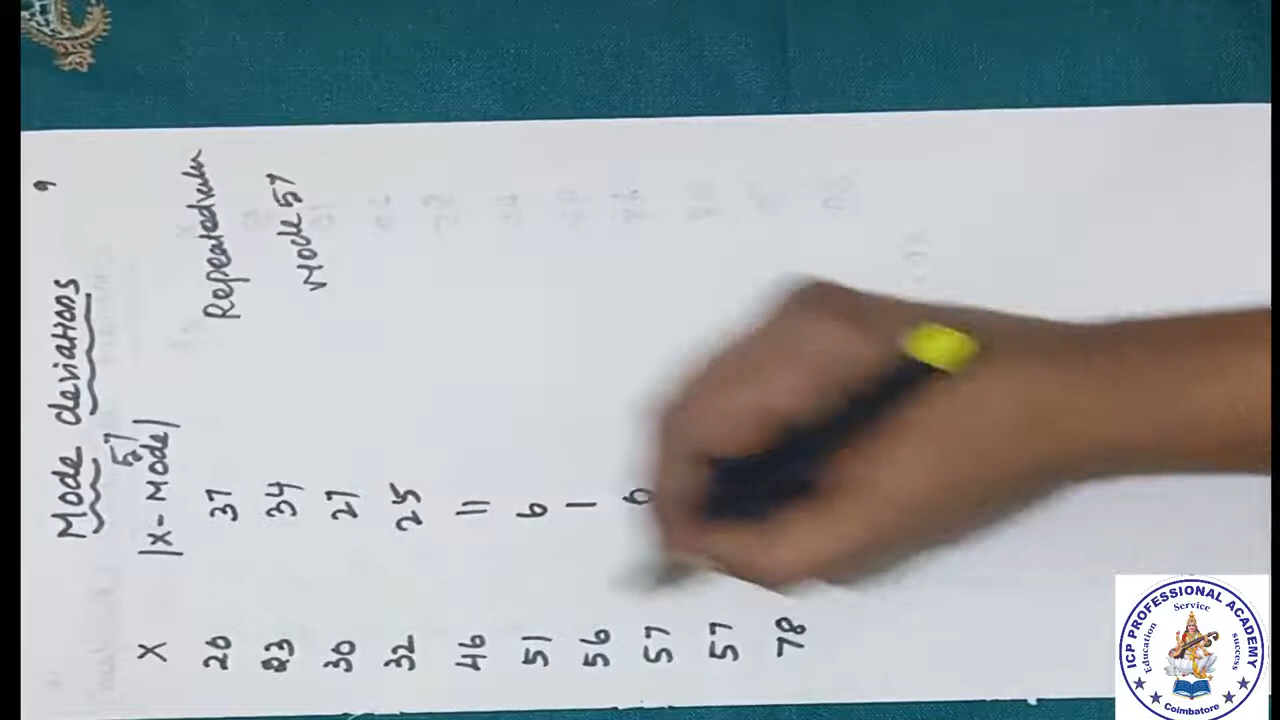 Mode deviations
9
X |X - Mode| 57
20 37 Repeated value
23 34 Mode 57
30 27
32 25
46 11
51 6
56 1
57 0
57
78
ICP PROFESSIONAL ACADEMY
Service
Education
success
Coimbatore